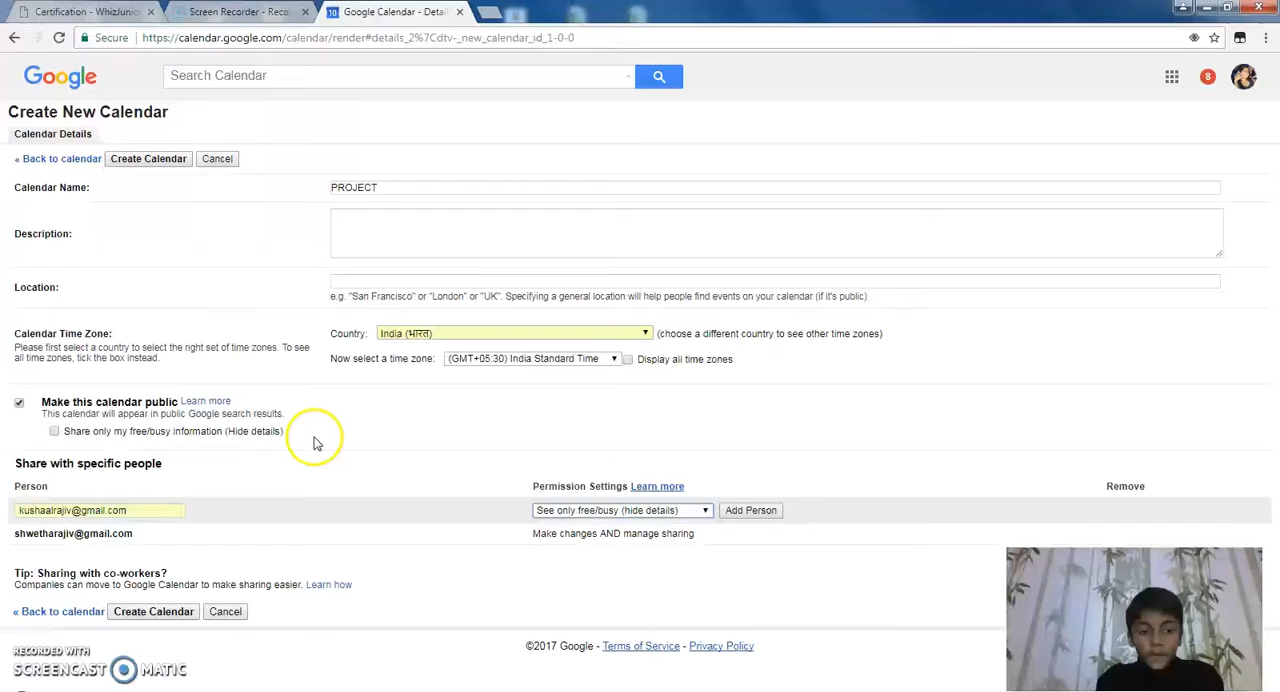 Certification - WhizJunior
Screen Recorder - Reco
Google Calendar - Detail
Secure https://calendar.google.com/calendar/render#details_2%7Cdtv-_new_calendar_id_1-0-0
Google
Search Calendar
8
Create New Calendar
Calendar Details
« Back to calendar Create Calendar Cancel
Calendar Name: PROJECT
Description:
Location:
e.g. "San Francisco" or "London" or "UK". Specifying a general location will help people find events on your calendar (if it's public)
Calendar Time Zone: Country: India (भारत) (choose a different country to see other time zones)
Please first select a country to select the right set of time zones. To see
all time zones, tick the box instead.
Now select a time zone: (GMT+05:30) India Standard Time Display all time zones
Make this calendar public Learn more
This calendar will appear in public Google search results.
Share only my free/busy information (Hide details)
Share with specific people
Person Permission Settings Learn more Remove
kushaalrajiv@gmail.com See only free/busy (hide details) Add Person
shwetharajiv@gmail.com Make changes AND manage sharing
Tip: Sharing with co-workers?
Companies can move to Google Calendar to make sharing easier. Learn how
« Back to calendar Create Calendar Cancel
©2017 Google - Terms of Service - Privacy Policy
RECORDED WITH
SCREENCAST MATIC